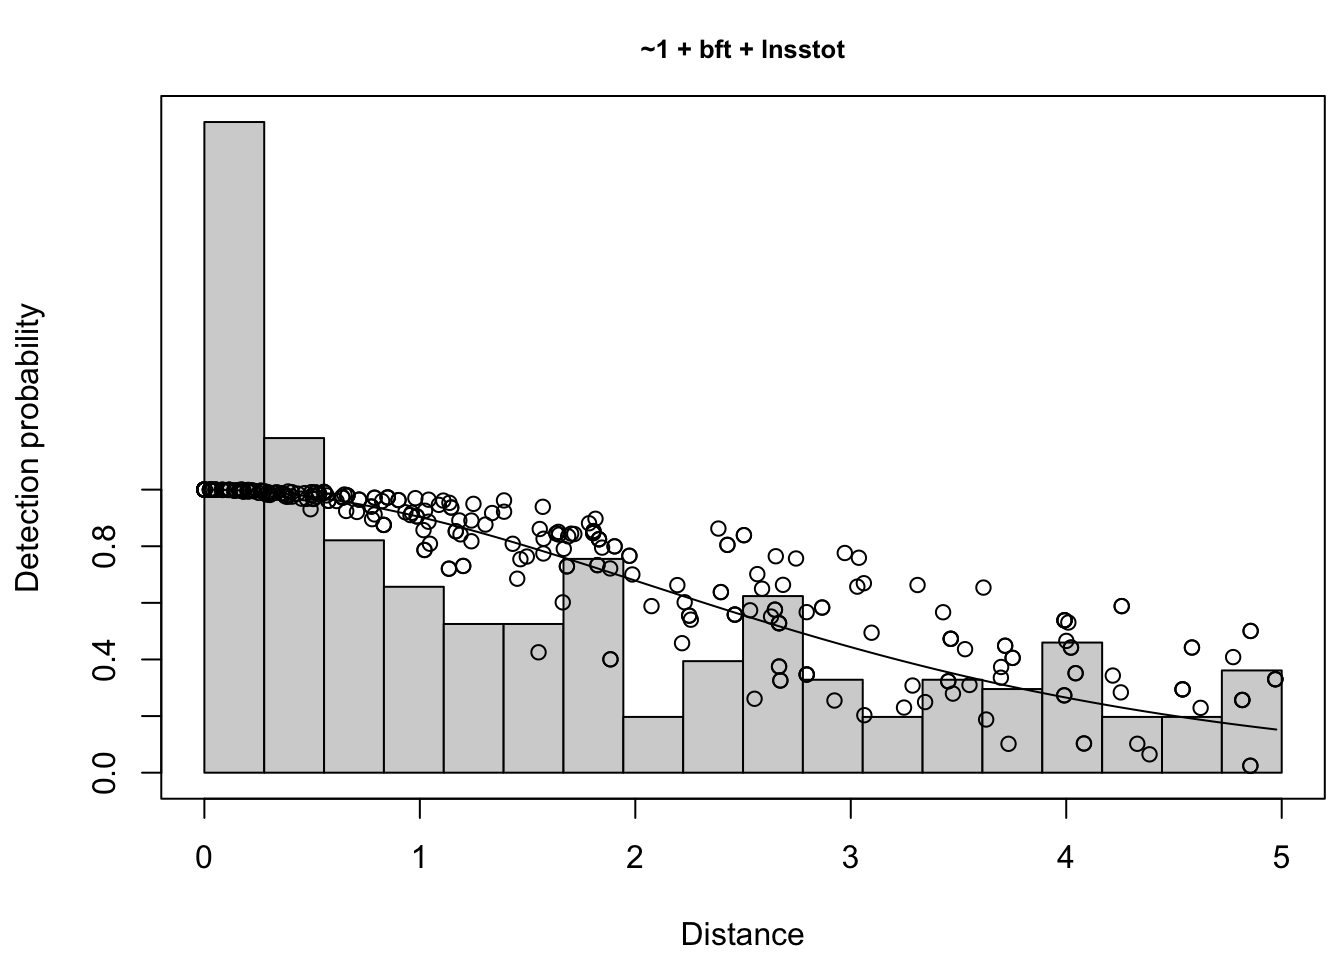 ~1 + bft + lnsstot
Detection probability
0.8
0.4
0.0
0 1 2 3 4 5
Distance